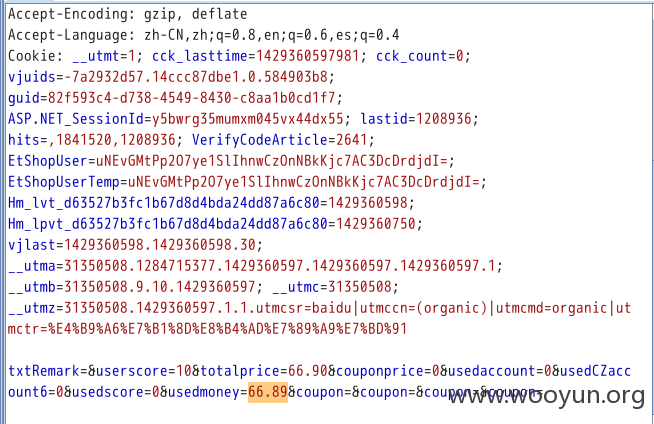 Accept-Encoding: gzip, deflate
Accept-Language: zh-CN,zh;q=0.8,en;q=0.6,es;q=0.4
Cookie: __utmt=1; cck_lasttime=1429360597981; cck_count=0;
vjuids=-7a2932d57.14ccc87dbe1.0.584903b8;
guid=82f593c4-d738-4549-8430-c8aa1b0cd1f7;
ASP.NET_SessionId=y5bwrg35mumxm045vx44dx55; lastid=1208936;
hits=,1841520,1208936; VerifyCodeArticle=2641;
EtShopUser=uNEvGMtPp2O7ye1SlIhnwCzOnNBkKjc7AC3DcDrdjdI=;
EtShopUserTemp=uNEvGMtPp2O7ye1SlIhnwCzOnNBkKjc7AC3DcDrdjdI=;
Hm_lvt_d63527b3fc1b67d8d4bda24dd87a6c80=1429360598;
Hm_lpvt_d63527b3fc1b67d8d4bda24dd87a6c80=1429360750;
vjlast=1429360598.1429360598.30;
__utma=31350508.1284715377.1429360597.1429360597.1429360597.1;
__utmb=31350508.9.10.1429360597; __utmc=31350508;
__utmz=31350508.1429360597.1.1.utmcsr=baidu|utmccn=(organic)|utmcmd=organic|ut
mctr=%E4%B9%A6%E7%B1%8D%E8%B4%AD%E7%89%A9%E7%BD%91
txtRemark=&userscore=10&totalprice=66.90&couponprice=0&usedaccount=0&usedCZacc
ount6=0&usedscore=0&usedmoney=66.89&coupon=&coupon=&coupon=&coupon=
www.wooyun.org